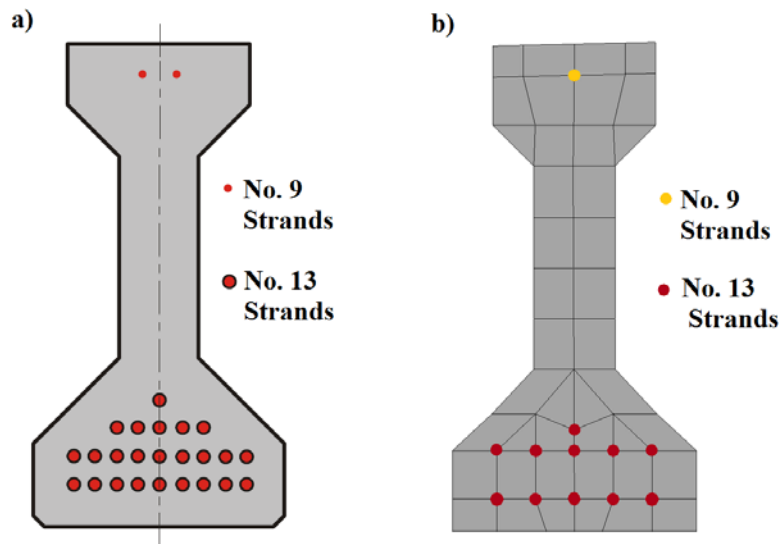 a)
No. 9
Strands
No. 13
Strands
b)
No. 9
Strands
No. 13
Strands